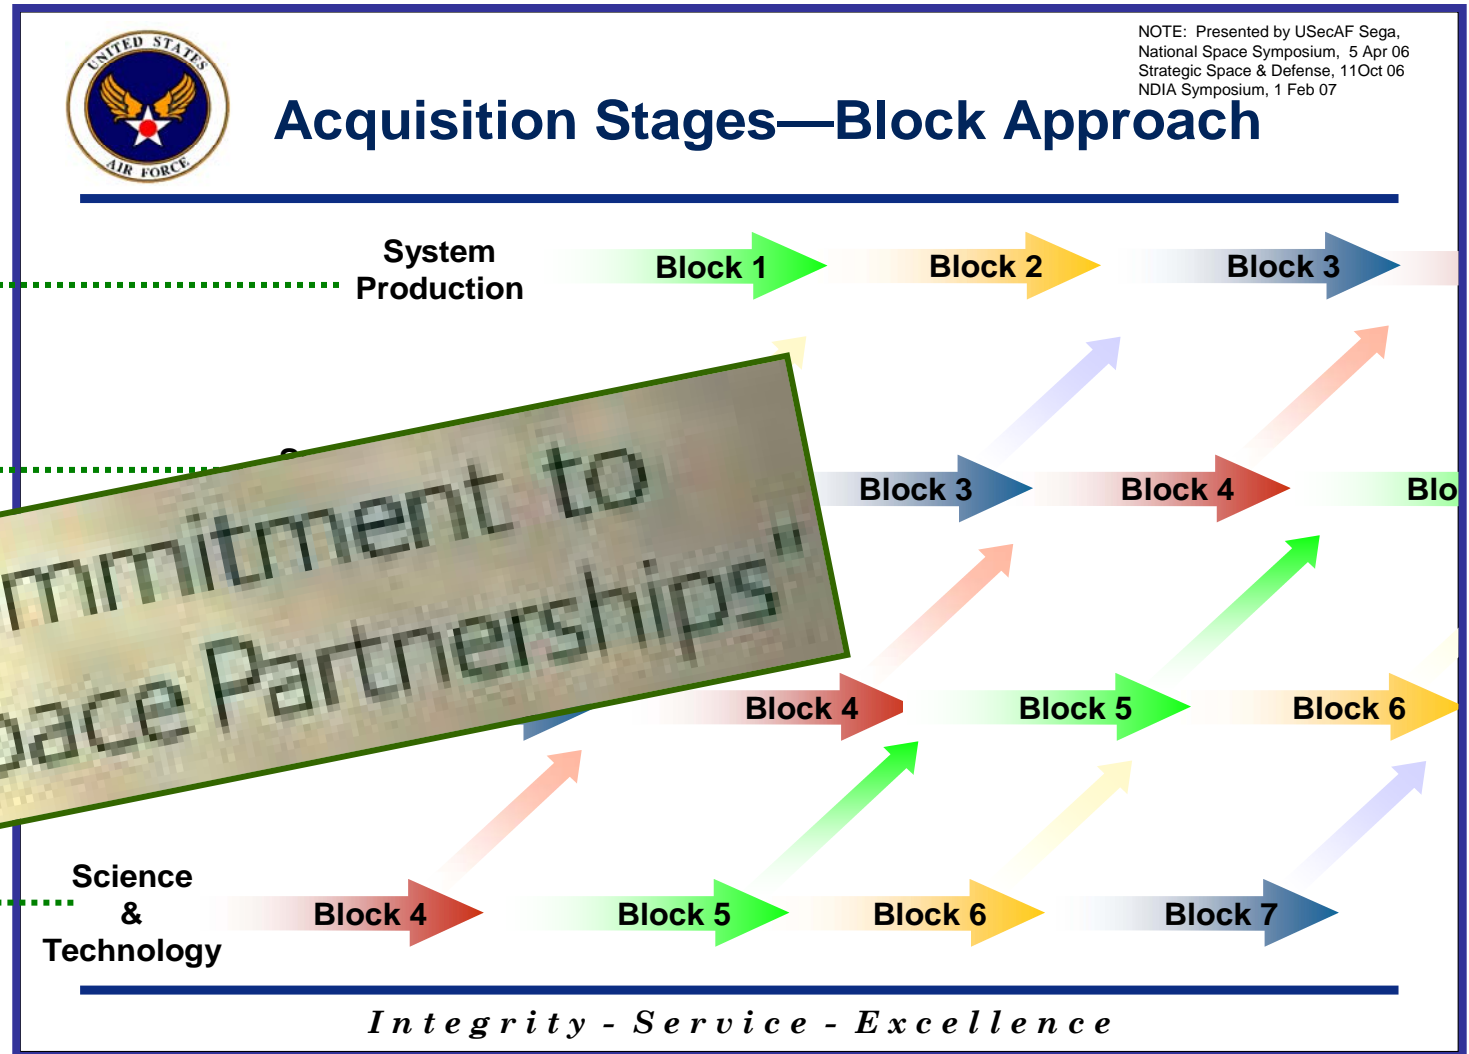 NOTE: Presented by USecAF Sega,
National Space Symposium, 5 Apr 06
Strategic Space & Defense, 11Oct 06
NDIA Symposium, 1 Feb 07
UNITED STATES
AIR FORCE
Acquisition Stages—Block Approach
System
Production
Block 1
Block 2
Block 3
mmitment to
pace Partnerships"
Block 3
Block 4
Blo
Block 4
Block 5
Block 6
Science
&
Technology
Block 4
Block 5
Block 6
Block 7
Integrity - Service - Excellence